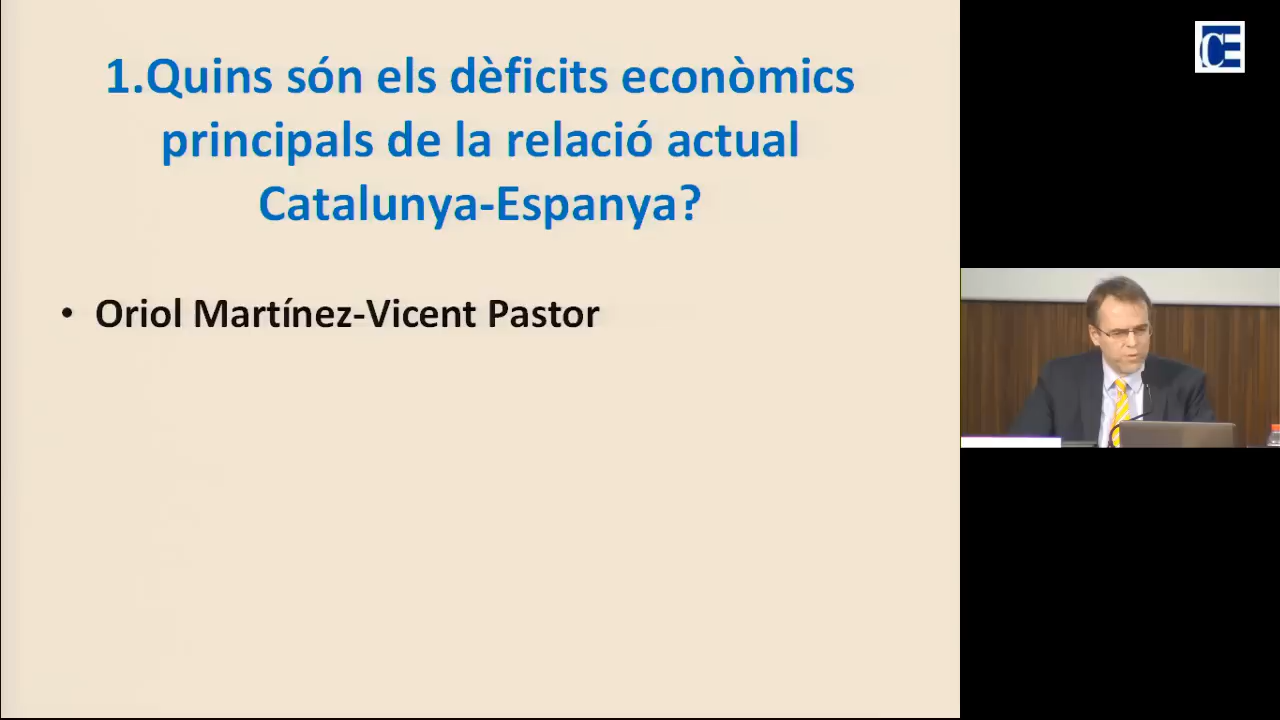 1.Quins són els dèficits econòmics
principals de la relació actual
Catalunya-Espanya?
• Oriol Martínez-Vicent Pastor
CE